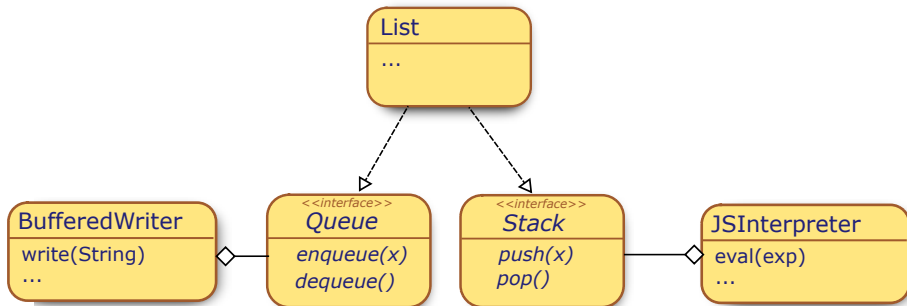 List
...
BufferedWriter
write(String)
...
<<interface>>
Queue
enqueue(x)
dequeue()
<<interface>>
Stack
push(x)
pop()
JSInterpreter
eval(exp)
...